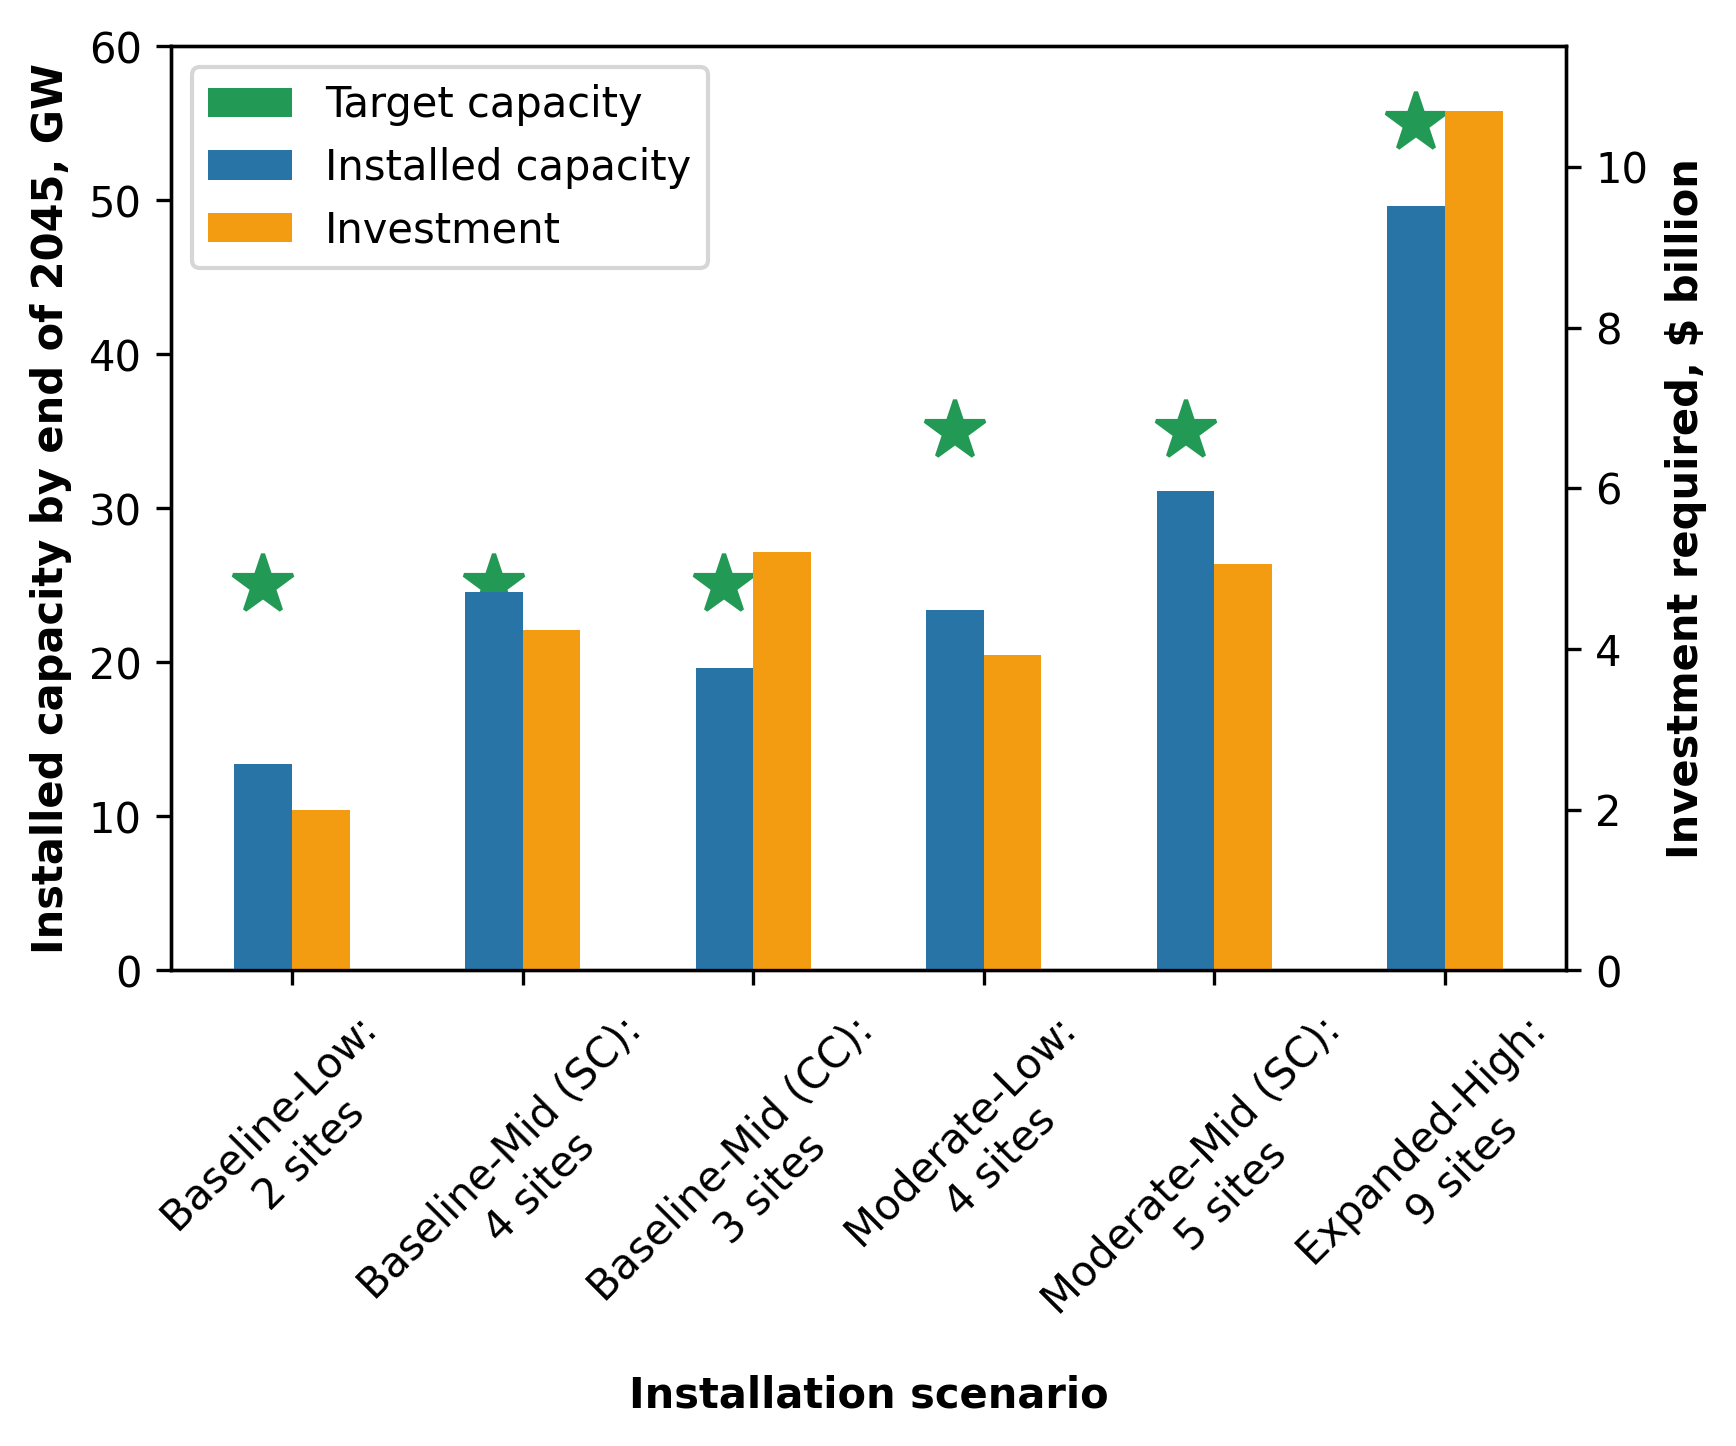 60
50
40
30
20
10
0
Installed capacity by end of 2045, GW
Target capacity
Installed capacity
Investment
10
8
6
4
2
0
Investment required, $ billion
Baseline-Low:
2 sites
Baseline-Mid (SC):
4 sites
Baseline-Mid (CC):
3 sites
Moderate-Low:
4 sites
Moderate-Mid (SC):
5 sites
Expanded-High:
9 sites
Installation scenario